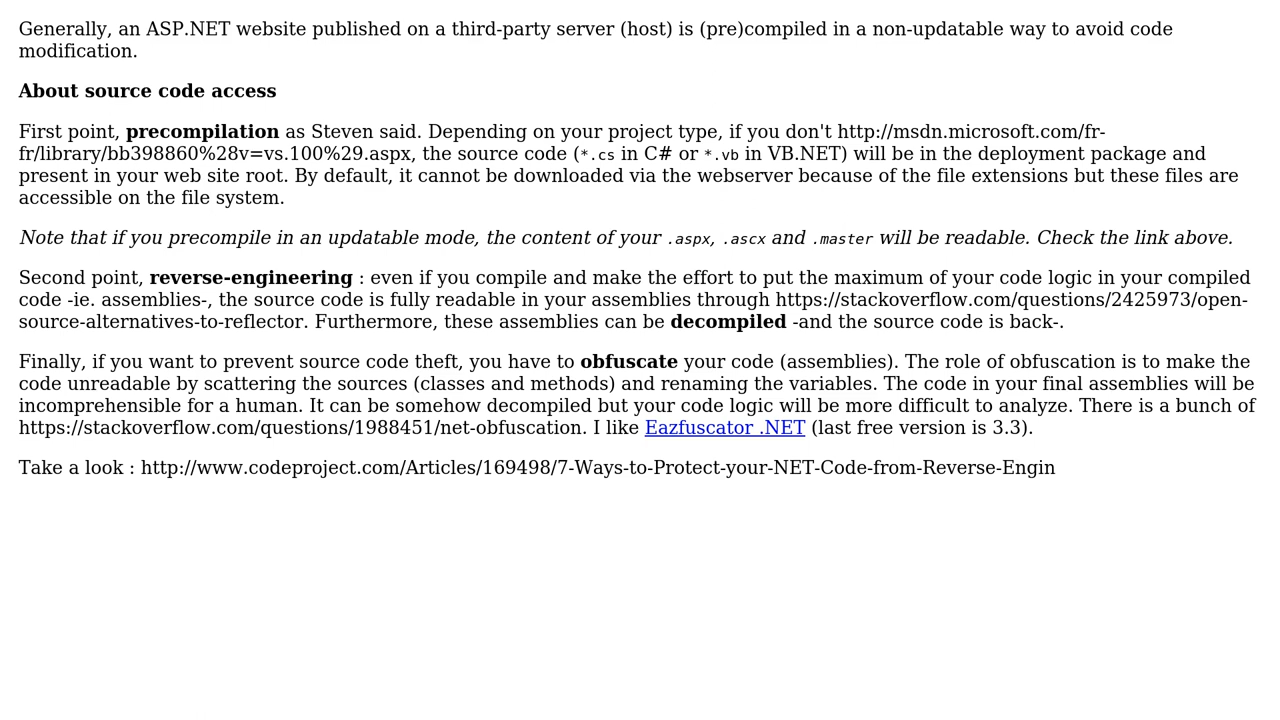 Generally, an ASP.NET website published on a third-party server (host) is (pre)compiled in a non-updatable way to avoid code
modification.
About source code access
First point, precompilation as Steven said. Depending on your project type, if you don't http://msdn.microsoft.com/fr-
fr/library/bb398860%28v=vs.100%29.aspx, the source code (*.cs in C# or *.vb in VB.NET) will be in the deployment package and
present in your web site root. By default, it cannot be downloaded via the webserver because of the file extensions but these files are
accessible on the file system.
Note that if you precompile in an updatable mode, the content of your .aspx, .ascx and .master will be readable. Check the link above.
Second point, reverse-engineering : even if you compile and make the effort to put the maximum of your code logic in your compiled
code -ie. assemblies-, the source code is fully readable in your assemblies through https://stackoverflow.com/questions/2425973/open-
source-alternatives-to-reflector. Furthermore, these assemblies can be decompiled -and the source code is back-.
Finally, if you want to prevent source code theft, you have to obfuscate your code (assemblies). The role of obfuscation is to make the
code unreadable by scattering the sources (classes and methods) and renaming the variables. The code in your final assemblies will be
incomprehensible for a human. It can be somehow decompiled but your code logic will be more difficult to analyze. There is a bunch of
https://stackoverflow.com/questions/1988451/net-obfuscation. I like Eazfuscator .NET (last free version is 3.3).
Take a look : http://www.codeproject.com/Articles/169498/7-Ways-to-Protect-your-NET-Code-from-Reverse-Engin